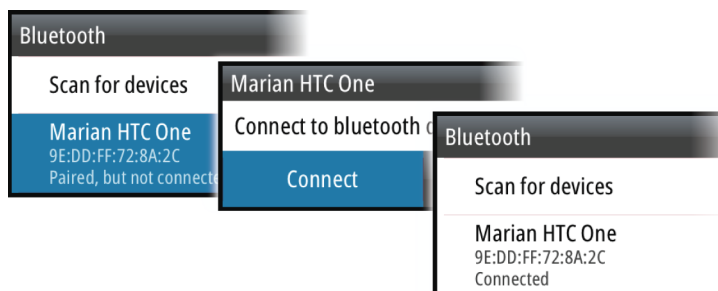 Bluetooth
Scan for devices
Marian HTC One
9E:DD:FF:72:8A:2C
Paired, but not connecte
Marian HTC One
Connect to bluetooth
Connect
Bluetooth
Scan for devices
Marian HTC One
9E:DD:FF:72:8A:2C
Connected